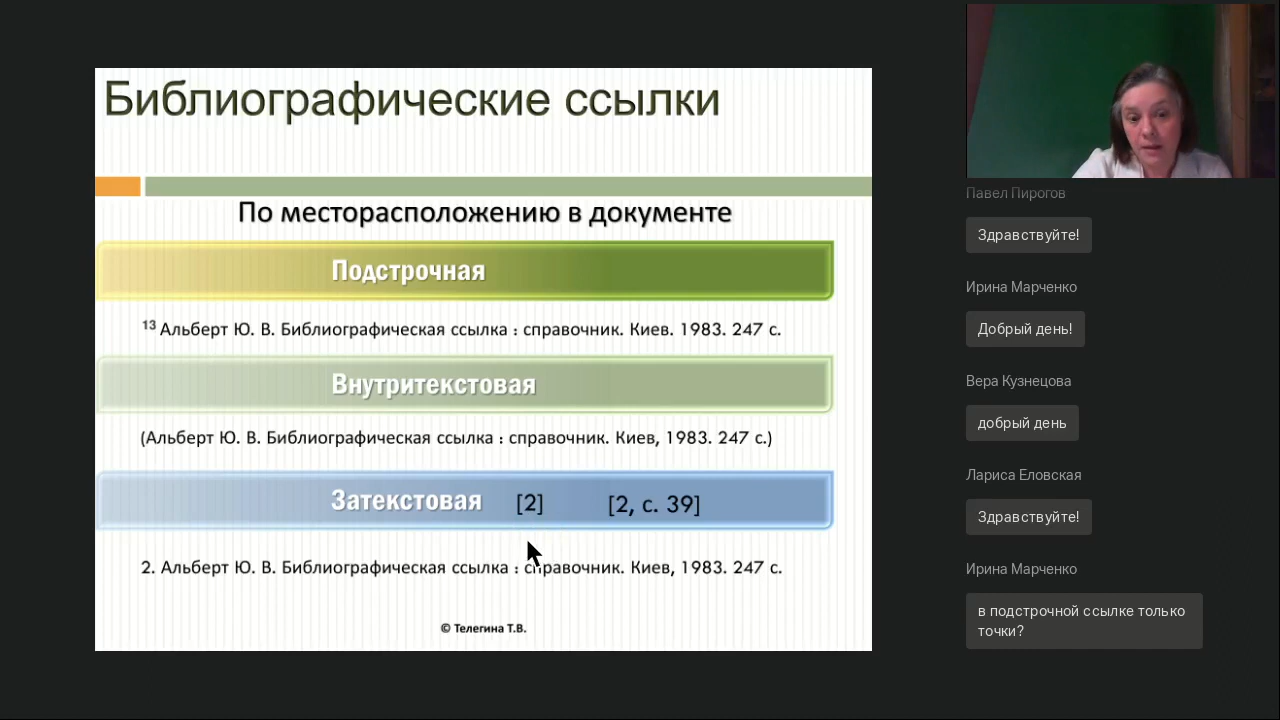 Библиографические ссылки
По месторасположению в документе
Подстрочная
13 Альберт Ю. В. Библиографическая ссылка : справочник. Киев. 1983. 247 с.
Внутритекстовая
(Альберт Ю. В. Библиографическая ссылка : справочник. Киев, 1983. 247 с.)
Затекстовая [2] [2, с. 39]
2. Альберт Ю. В. Библиографическая ссылка : справочник. Киев, 1983. 247 с.
© Телегина Т.В.
Павел Пирогов
Здравствуйте!
Ирина Марченко
Добрый день!
Вера Кузнецова
добрый день
Лариса Еловская
Здравствуйте!
Ирина Марченко
в подстрочной ссылке только
точки?